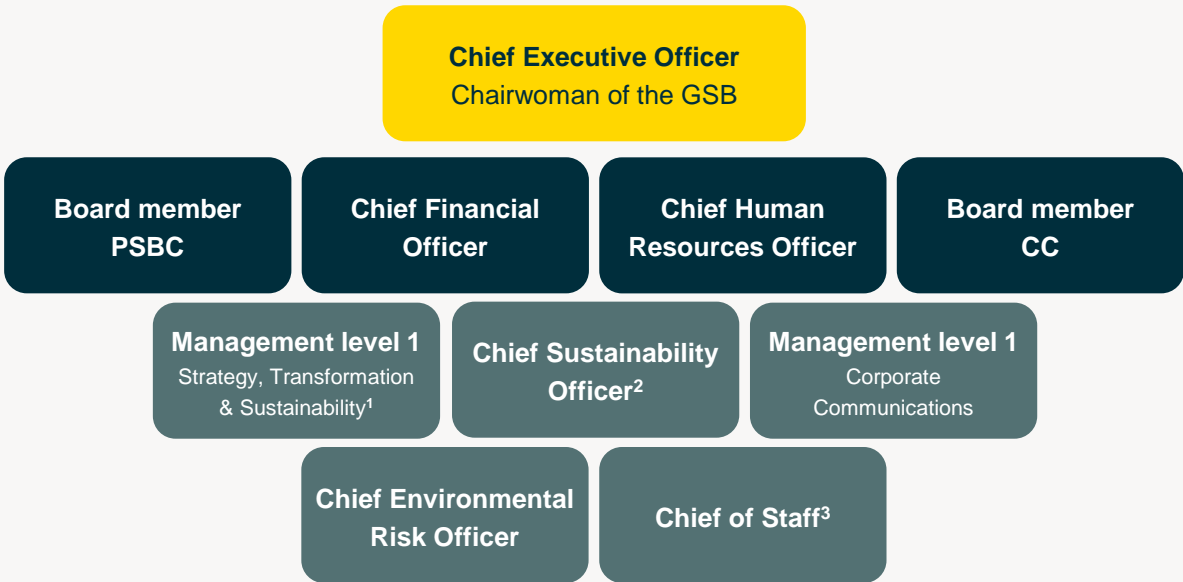 Chief Executive Officer
Chairwoman of the GSB
Board member
PSBC
Chief Financial
Officer
Chief Human
Resources Officer
Board member
CC
Management level 1
Strategy, Transformation
& Sustainability¹
Chief Sustainability
Officer²
Management level 1
Corporate
Communications
Chief Environmental
Risk Officer
Chief of Staff³